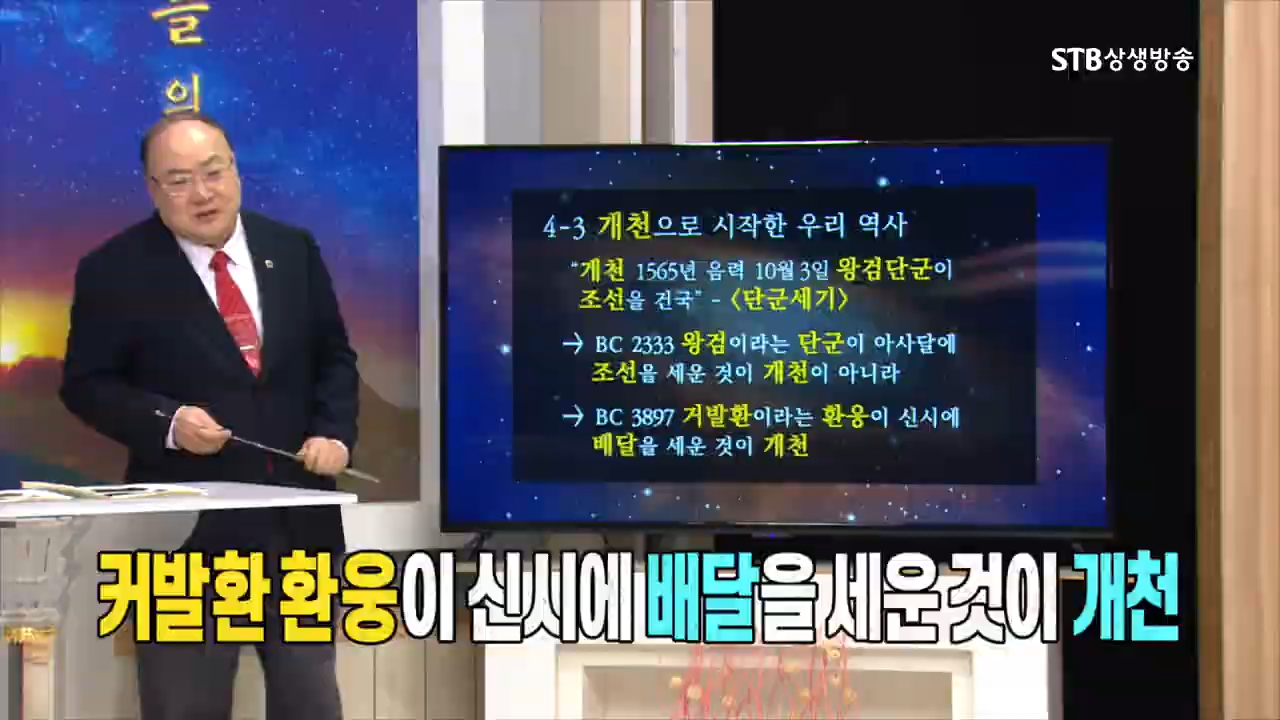 들의
STB상생방송
4-3 개천으로 시작한 우리 역사
"개천 1565년 음력 10월 3일 왕검단군이
조선을 건국" - <단군세기>
→ BC 2333 왕검이라는 단군이 아사달에
조선을 세운 것이 개천이 아니라
→ BC 3897 거발환이라는 환웅이 신시에
배달을 세운 것이 개천
커발환 환웅이 신시에 배달을 세운 것이 개천